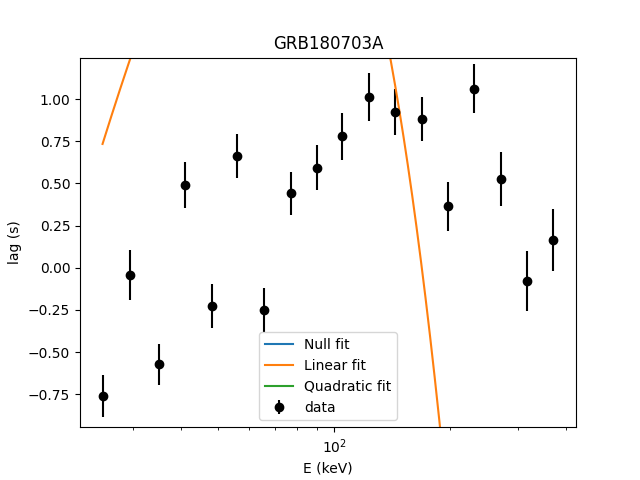 GRB180703A
1.00
0.75
0.50
0.25
0.00
−0.25
−0.50
−0.75
lag (s)
Null fit
Linear fit
Quadratic fit
data
10²
E (keV)